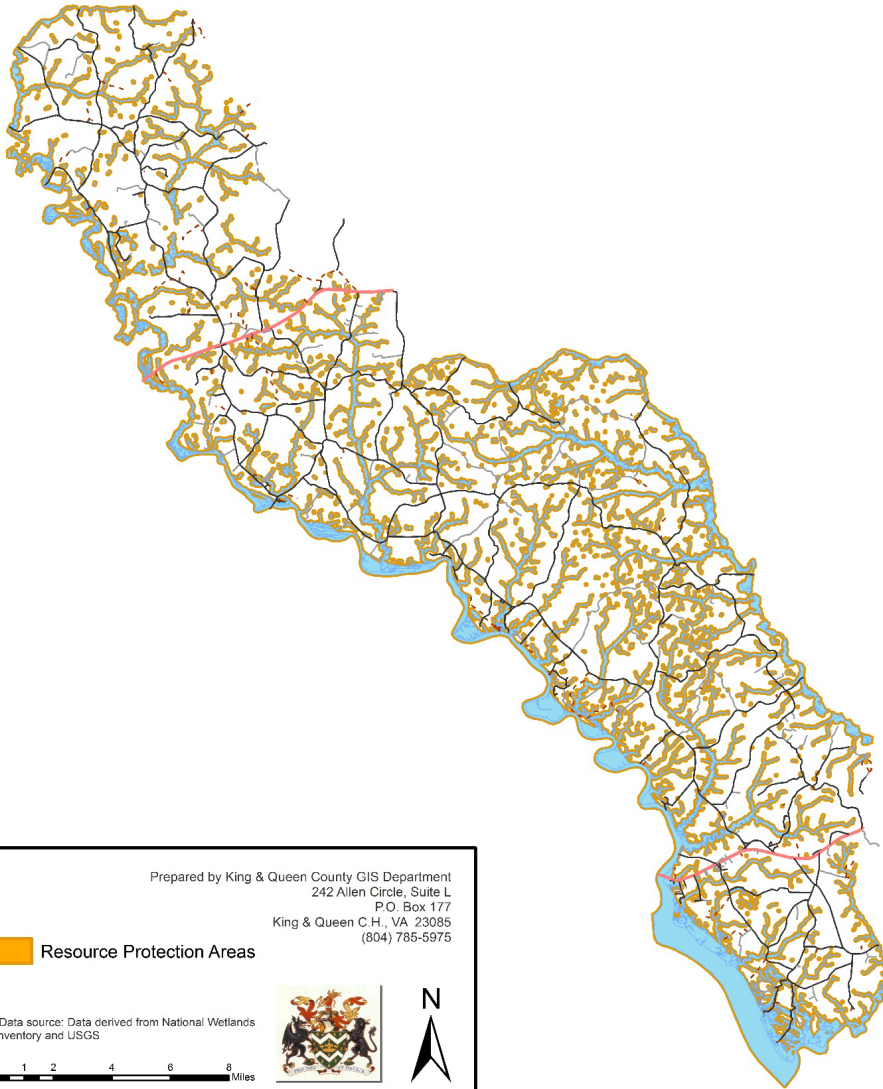 Prepared by King & Queen County GIS Department
242 Allen Circle, Suite L
P.O. Box 177
King & Queen C.H., VA 23085
(804) 785-5975
Resource Protection Areas
Data source: Data derived from National Wetlands
nventory and USGS
N
1 2 4 6 8
Miles